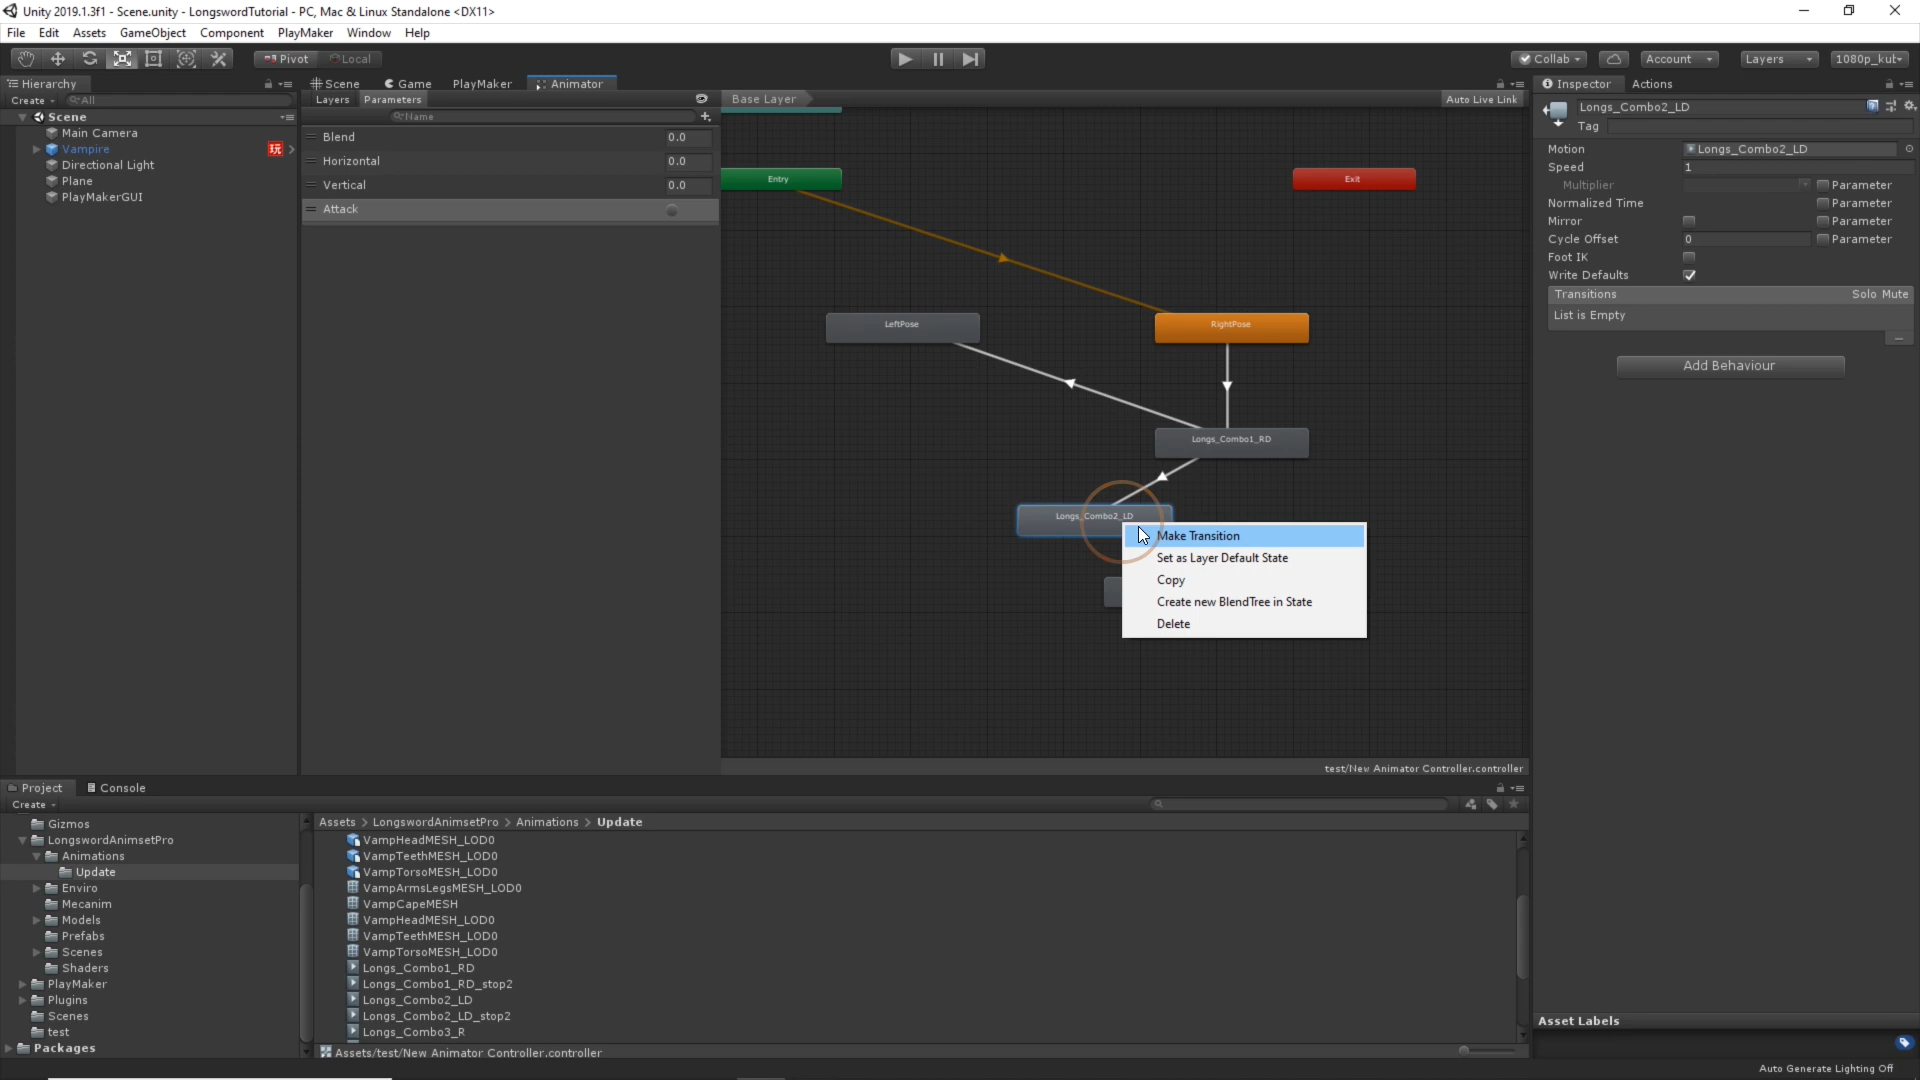 Unity 2019.1.3f1 - Scene.unity - LongswordTutorial - PC, Mac & Linux Standalone <DX11>
File Edit Assets GameObject Component PlayMaker Window Help
Pivot Local Collab Account Layers 1080p_kut
Hierarchy
Create All
Scene
Main Camera
Vampire 玩
Directional Light
Plane
PlayMakerGUI
Scene Game PlayMaker Animator
Layers Parameters
Name
Blend 0.0
Horizontal 0.0
Vertical 0.0
Attack
Base Layer Auto Live Link
Entry
Exit
LeftPose
RightPose
Longs_Combo1_RD
Longs_Combo2_LD
Make Transition
Set as Layer Default State
Copy
Create new BlendTree in State
Delete
test/New Animator Controller.controller
Inspector Actions
Longs_Combo2_LD
Tag
Motion Longs_Combo2_LD
Speed 1
Multiplier Parameter
Normalized Time Parameter
Mirror Parameter
Cycle Offset 0 Parameter
Foot IK
Write Defaults
Transitions Solo Mute
List is Empty
Add Behaviour
Project Console
Create
Gizmos
LongswordAnimsetPro
Animations
Update
Enviro
Mecanim
Models
Prefabs
Scenes
Shaders
PlayMaker
Plugins
Scenes
test
Packages
Assets > LongswordAnimsetPro > Animations > Update
VampHeadMESH_LOD0
VampTeethMESH_LOD0
VampTorsoMESH_LOD0
VampArmsLegsMESH_LOD0
VampCapeMESH
VampHeadMESH_LOD0
VampTeethMESH_LOD0
VampTorsoMESH_LOD0
Longs_Combo1_RD
Longs_Combo1_RD_stop2
Longs_Combo2_LD
Longs_Combo2_LD_stop2
Longs_Combo3_R
Assets/test/New Animator Controller.controller
Asset Labels
Auto Generate Lighting Off